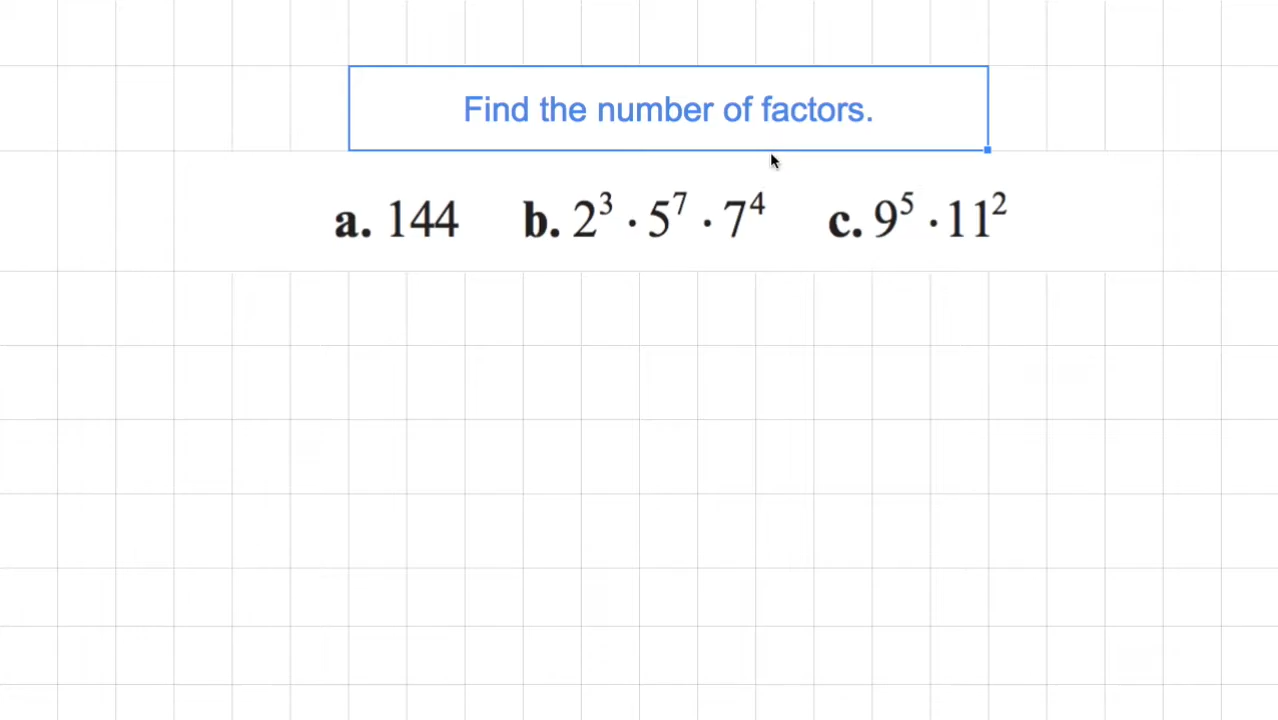 Find the number of factors.
a. 144 b. 2³ · 5⁷ · 7⁴ c. 9⁵ · 11²